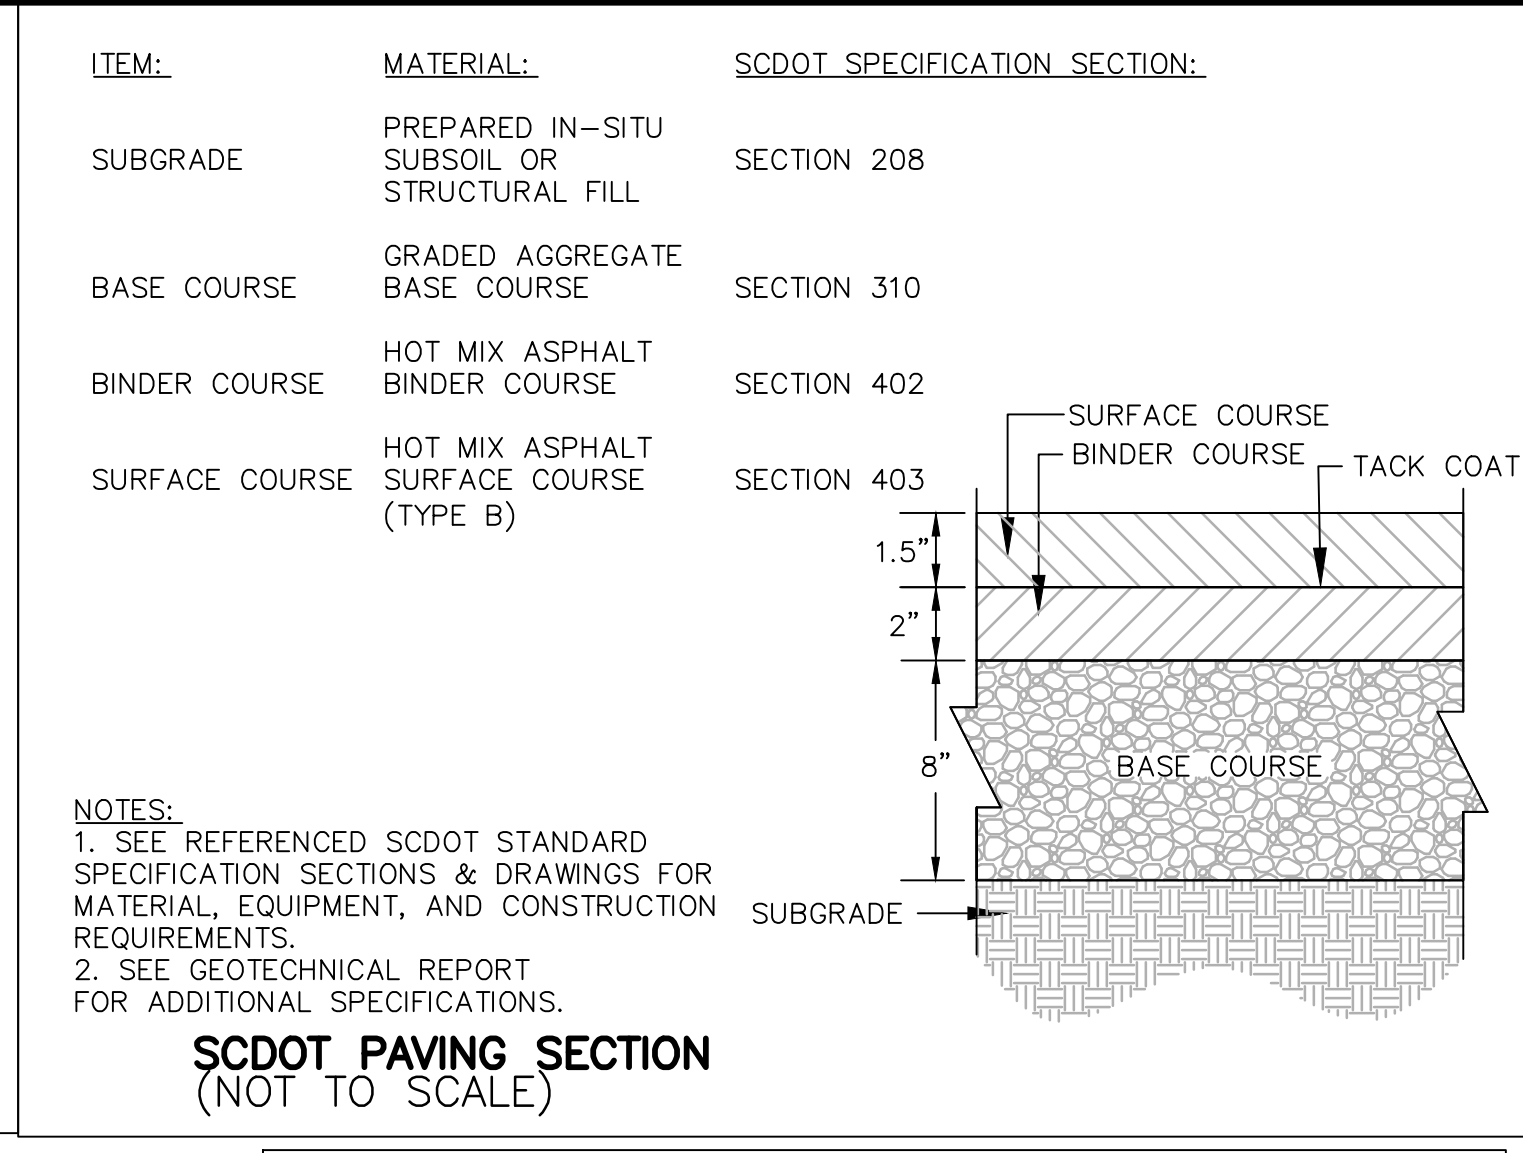 ITEM: MATERIAL: SCDOT SPECIFICATION SECTION:
PREPARED IN-SITU
SUBGRADE SUBSOIL OR SECTION 208
STRUCTURAL FILL
GRADED AGGREGATE
BASE COURSE BASE COURSE SECTION 310
HOT MIX ASPHALT
BINDER COURSE BINDER COURSE SECTION 402
HOT MIX ASPHALT
SURFACE COURSE SURFACE COURSE SECTION 403
(TYPE B)
SURFACE COURSE
BINDER COURSE
TACK COAT
1.5”
2”
8”
BASE COURSE
SUBGRADE
NOTES:
1. SEE REFERENCED SCDOT STANDARD
SPECIFICATION SECTIONS & DRAWINGS FOR
MATERIAL, EQUIPMENT, AND CONSTRUCTION
REQUIREMENTS.
2. SEE GEOTECHNICAL REPORT
FOR ADDITIONAL SPECIFICATIONS.
SCDOT PAVING SECTION
(NOT TO SCALE)